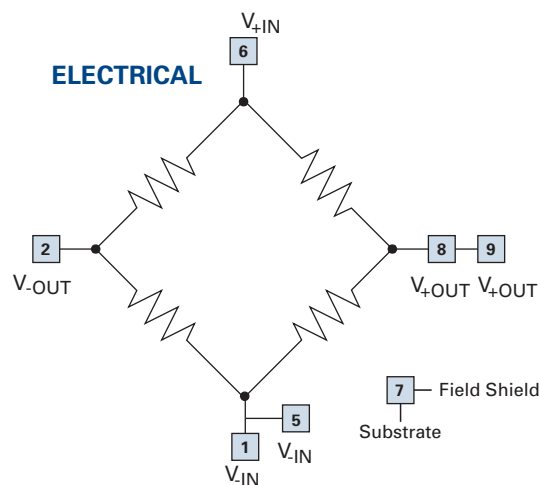 V+IN
6
ELECTRICAL
2
8 9
V-OUT
V+OUT V+OUT
7 Field Shield
5
1
Substrate
V-IN
V-IN